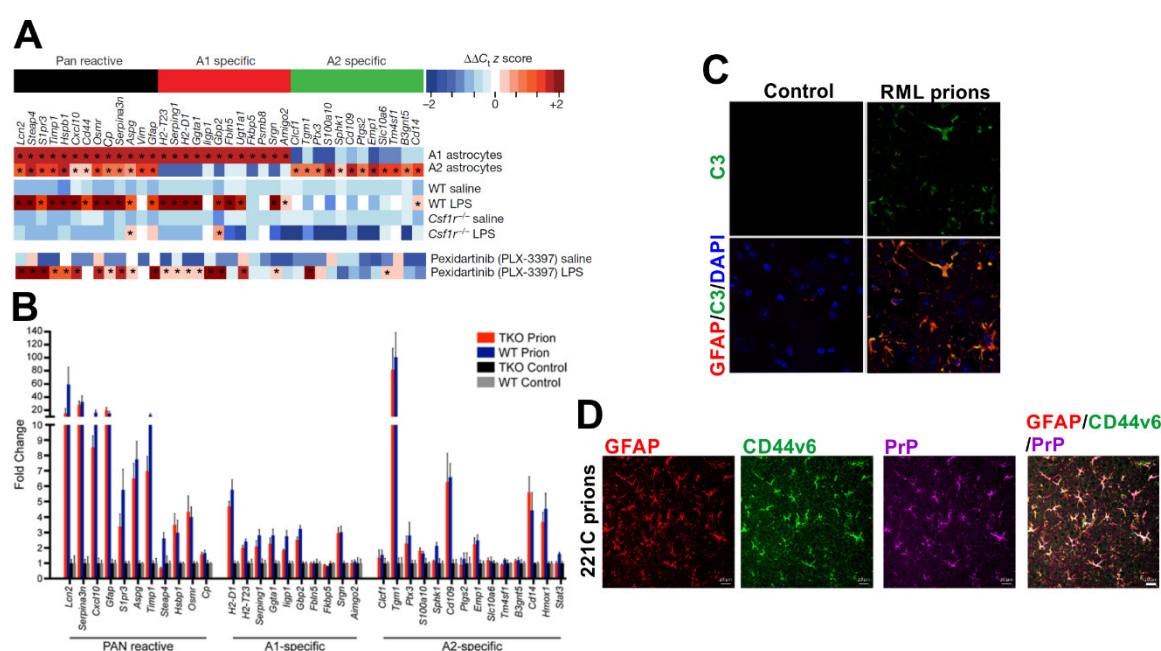 A
Pan reactive
A1 specific
A2 specific
ΔΔCt z score
−2
0
+2
Lcn2
Steap4
S1pr3
Timp1
Hspb1
Cxcl10
Cd44
Osmr
Cp
Serpina3n
Aspg
Vim
Gfap
H2-T23
Serping1
H2-D1
Ggta1
Iigp1
Gbp2
Fbln5
Ugt1a1
Fkbp5
Psmb8
Srgn
Amigo2
Clcf1
Tgm1
Ptx3
S100a10
Sphk1
Cd109
Ptgs2
Emp1
Slc10a6
Tm4sf1
B3gnt5
Cd14
A1 astrocytes
A2 astrocytes
WT saline
WT LPS
Csf1r−/− saline
Csf1r−/− LPS
Pexidartinib (PLX-3397) saline
Pexidartinib (PLX-3397) LPS
B
Fold Change
140
120
100
80
60
40
20
10
8
6
5
4
3
2
1
0
TKO Prion
WT Prion
TKO Control
WT Control
Lcn2
Serpina3n
Cxcl10
Gfap
S1pr3
Aspg
Timp1
Steap4
Hsbp1
Osmr
Cp
H2-D1
H2-T23
Serping1
Ggta1
Iigp1
Gbp2
Fbln5
Fkbp5
Srgn
Aimgo2
Clcf1
Tgm1
Ptx3
S100a10
Sphk1
Cd109
Ptgs2
Emp1
Slc10a6
Tm4sf1
B3gnt5
Cd14
Hmox1
Stat3
PAN reactive
A1-specific
A2-specific
C
Control
RML prions
C3
GFAP/C3/DAPI
D
GFAP
CD44v6
PrP
GFAP/CD44v6
/PrP
221C prions